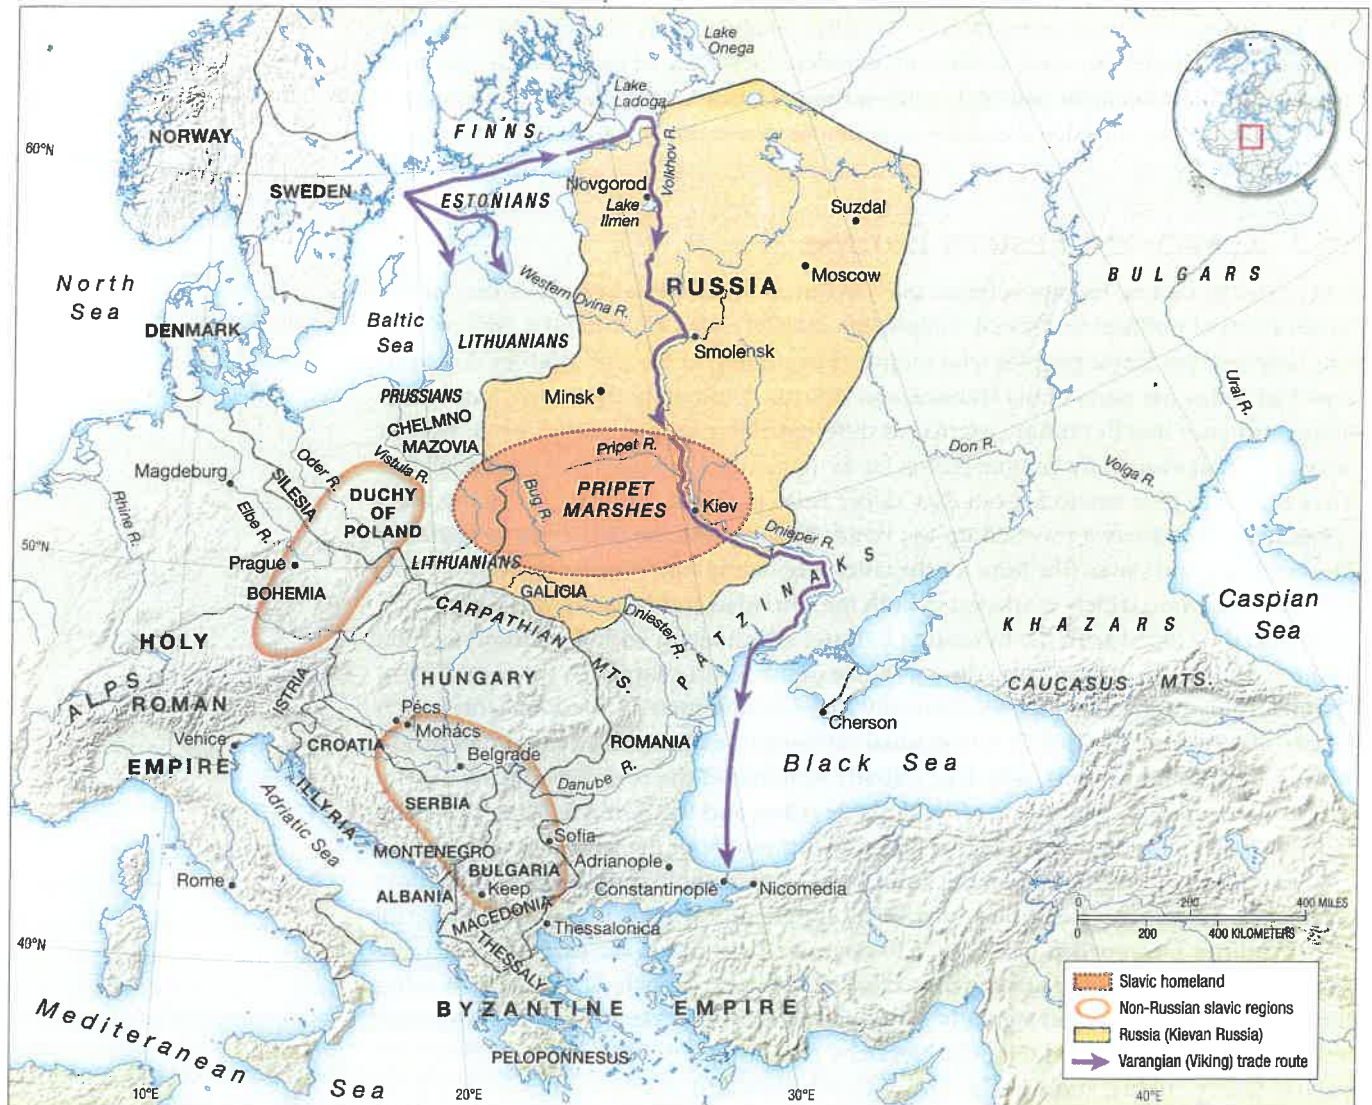 Lake
Onega
Lake
Ladoga
NORWAY
FINNS
60°N
Volkhov R.
SWEDEN
ESTONIANS
Novgorod
Lake
Ilmen
Suzdal
Moscow
BULGARS
North
Sea
RUSSIA
Western Dvina R.
DENMARK
Baltic
Sea
LITHUANIANS
Smolensk
PRUSSIANS
Minsk
Ural R.
CHELMNO
MAZOVIA
Pripet R.
Don R.
Volga R.
Magdeburg
Oder R.
Vistula R.
SILESIA
DUCHY
OF
POLAND
Bug R.
PRIPET
MARSHES
Kiev
Rhine R.
Elbe R.
Dnieper R.
50°N
Prague
LITHUANIANS
BOHEMIA
GALICIA
PATZINAKS
CARPATHIAN
MTS.
Dniester R.
KHAZARS
Caspian
Sea
HOLY
ROMAN
EMPIRE
ALPS
ISTRIA
HUNGARY
CAUCASUS MTS.
Pécs
Mohács
Cherson
Venice
CROATIA
Belgrade
ROMANIA
Black Sea
Danube R.
ILLYRIA
Adriatic Sea
SERBIA
Sofia
MONTENEGRO
BULGARIA
Adrianople
Rome
ALBANIA
Keep
Constantinople
Nicomedia
MACEDONIA
Thessalonica
0 200 400 MILES
0 200 400 KILOMETERS
40°N
THESSALY
BYZANTINE EMPIRE
Mediteranean
Sea
PELOPONNESUS
Slavic homeland
Non-Russian slavic regions
Russia (Kievan Russia)
Varangian (Viking) trade route
10°E
20°E
30°E
40°E